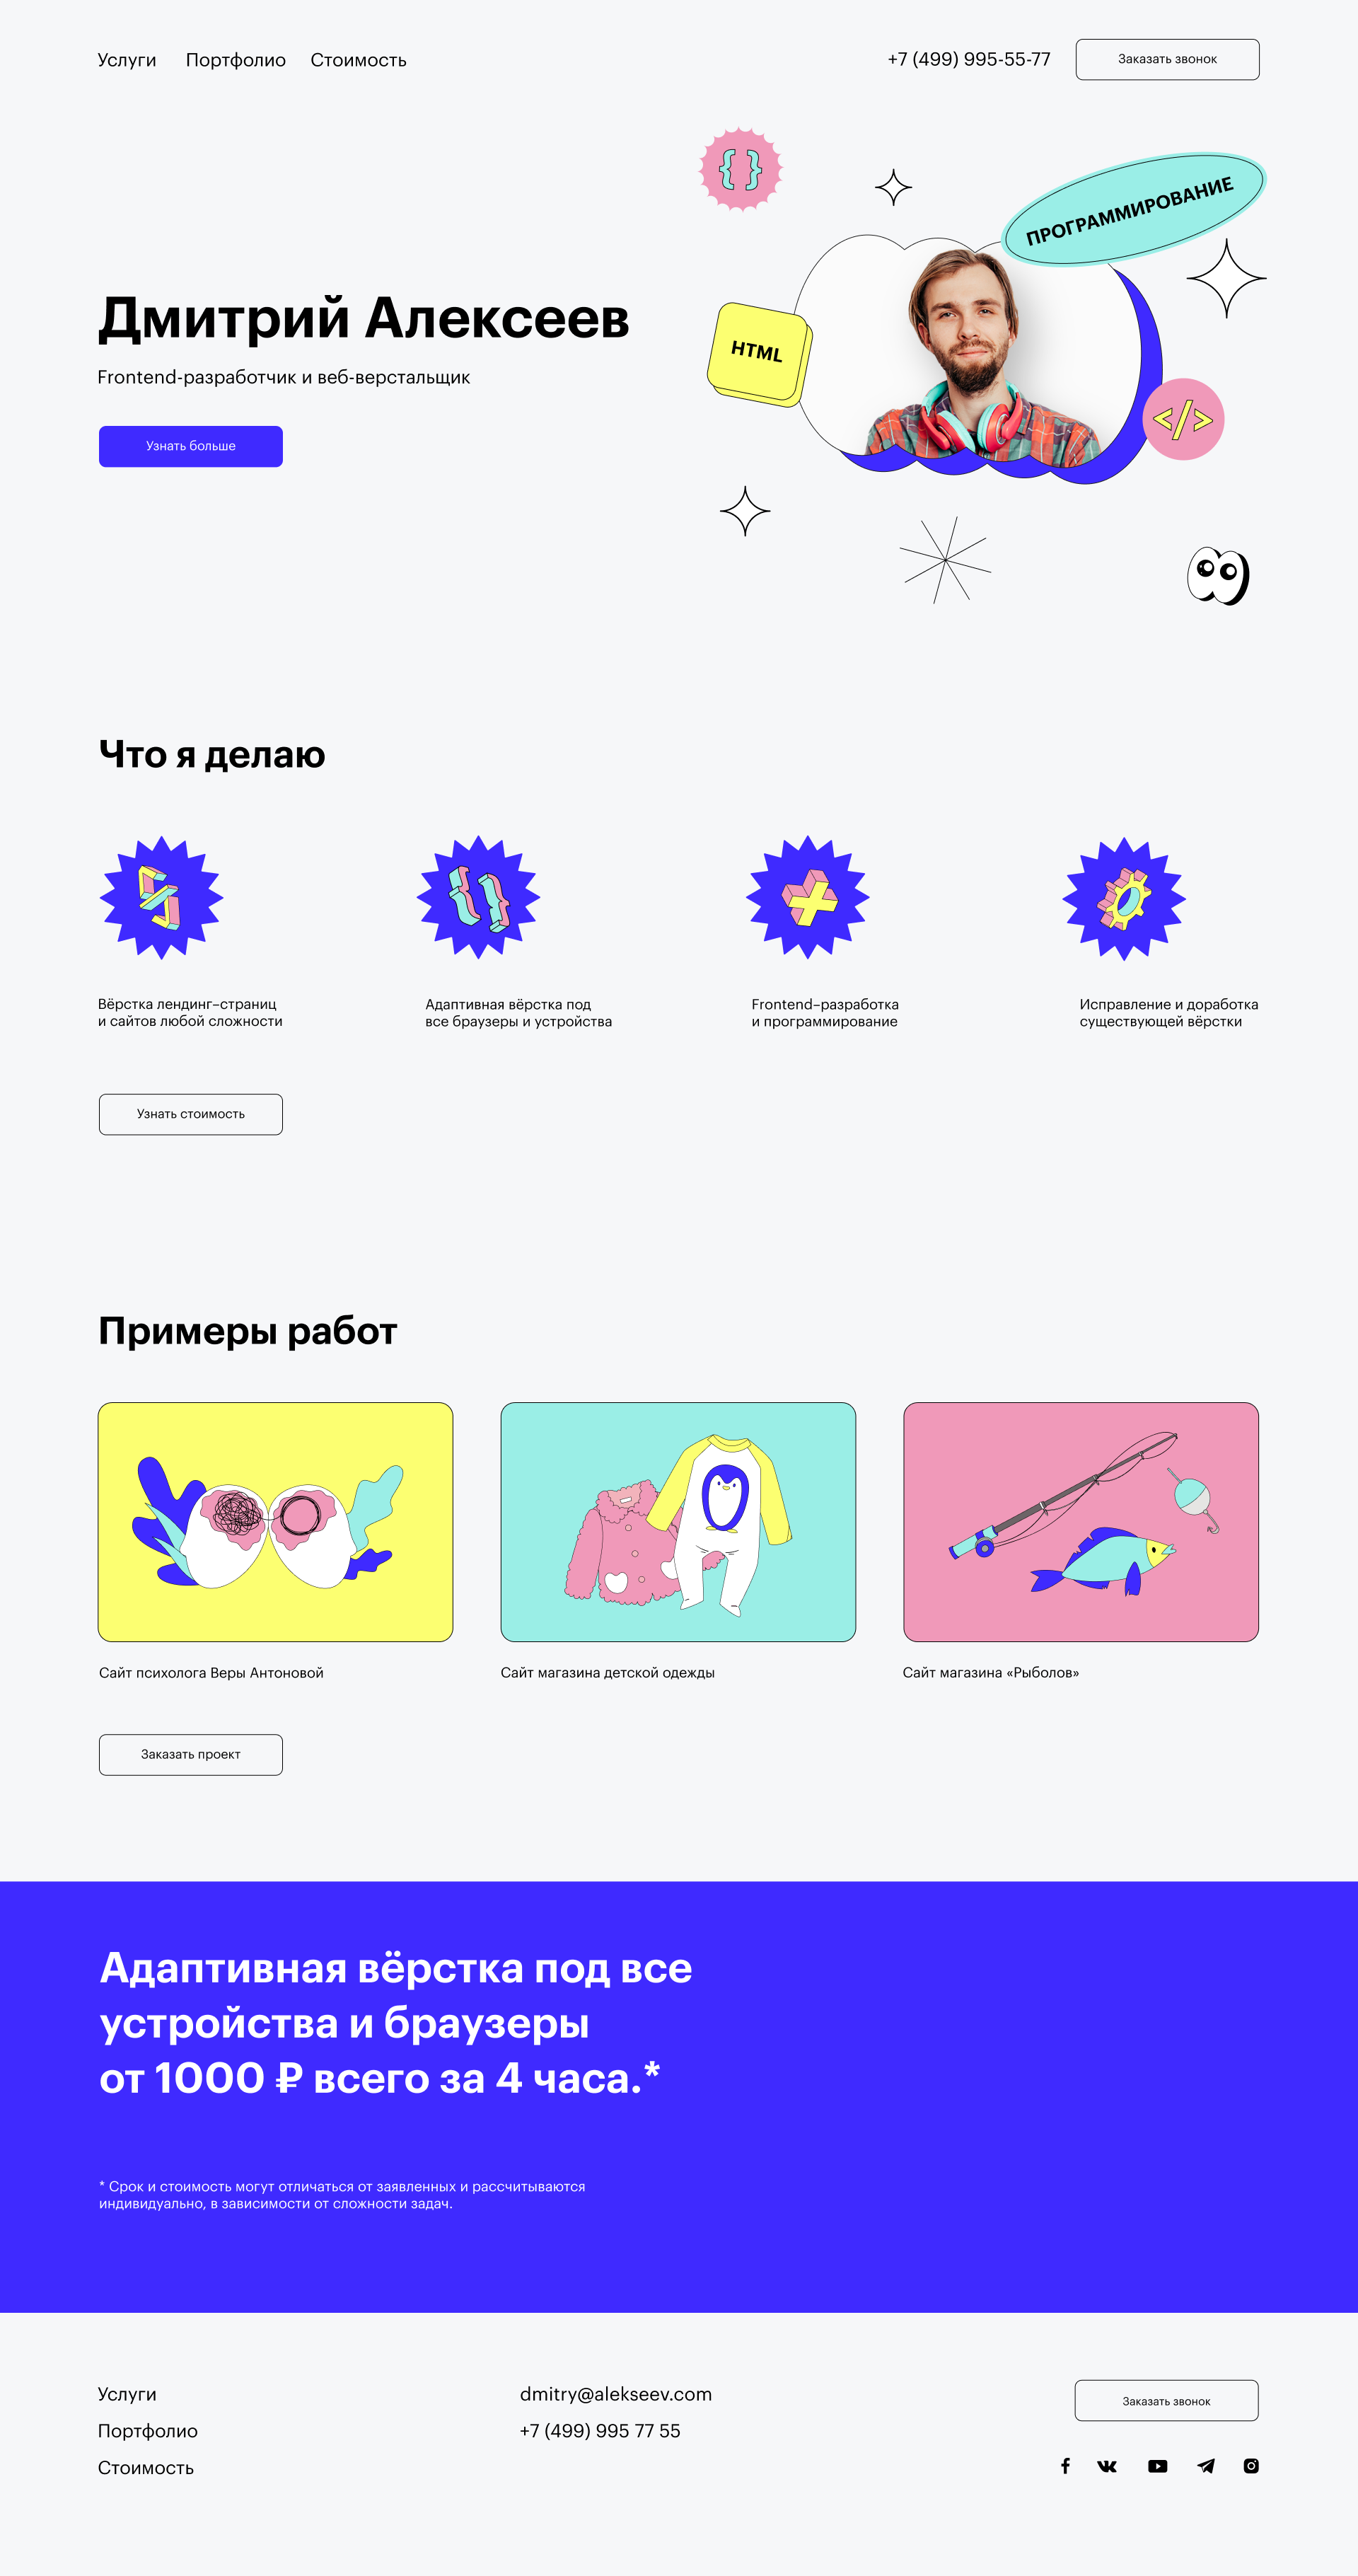 Услуги Портфолио Стоимость +7 (499) 995-55-77 Заказать звонок
{ }
ПРОГРАММИРОВАНИЕ
HTML
</>
Дмитрий Алексеев
Frontend-разработчик и веб-верстальщик
Узнать больше
Что я делаю
Вёрстка лендинг–страниц
и сайтов любой сложности
Адаптивная вёрстка под
все браузеры и устройства
Frontend–разработка
и программирование
Исправление и доработка
существующей вёрстки
Узнать стоимость
Примеры работ
Сайт психолога Веры Антоновой
Сайт магазина детской одежды
Сайт магазина «Рыболов»
Заказать проект
Адаптивная вёрстка под все
устройства и браузеры
от 1000 ₽ всего за 4 часа.*
* Срок и стоимость могут отличаться от заявленных и рассчитываются
индивидуально, в зависимости от сложности задач.
Услуги
Портфолио
Стоимость
dmitry@alekseev.com
+7 (499) 995 77 55
Заказать звонок